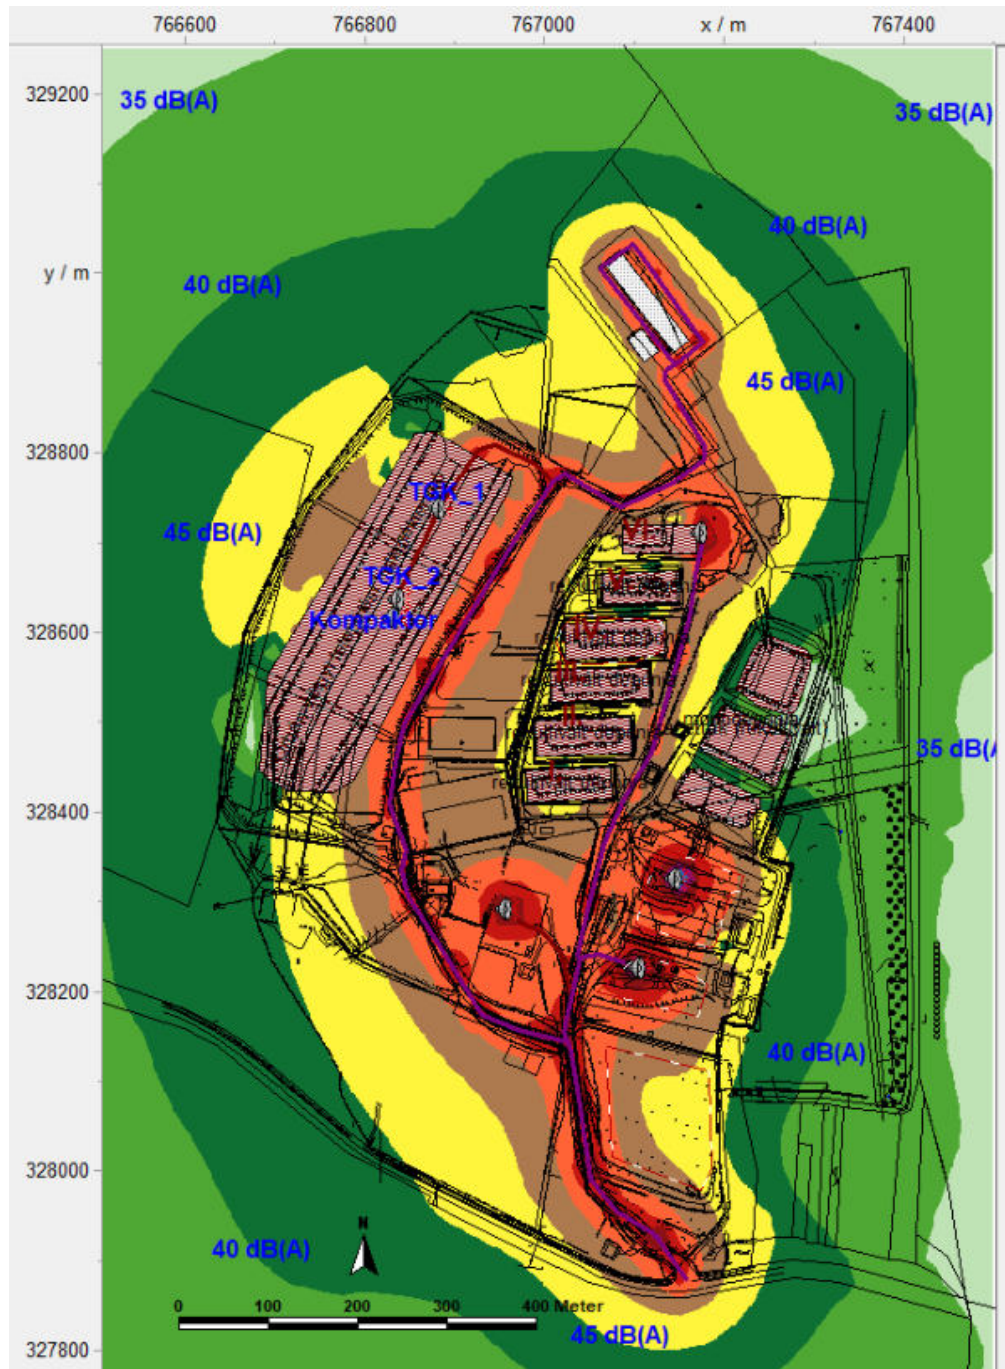 766600 766800 767000 x / m 767400
329200
35 dB(A)
35 dB(A)
40 dB(A)
y / m
40 dB(A)
45 dB(A)
328800
TGK_1
45 dB(A)
VI
V
TGK_2
328600
Kompaktor
IV
III
II
35 dB(A)
I
328400
328200
40 dB(A)
328000
N
40 dB(A)
0 100 200 300 400 Meter
45 dB(A)
327800